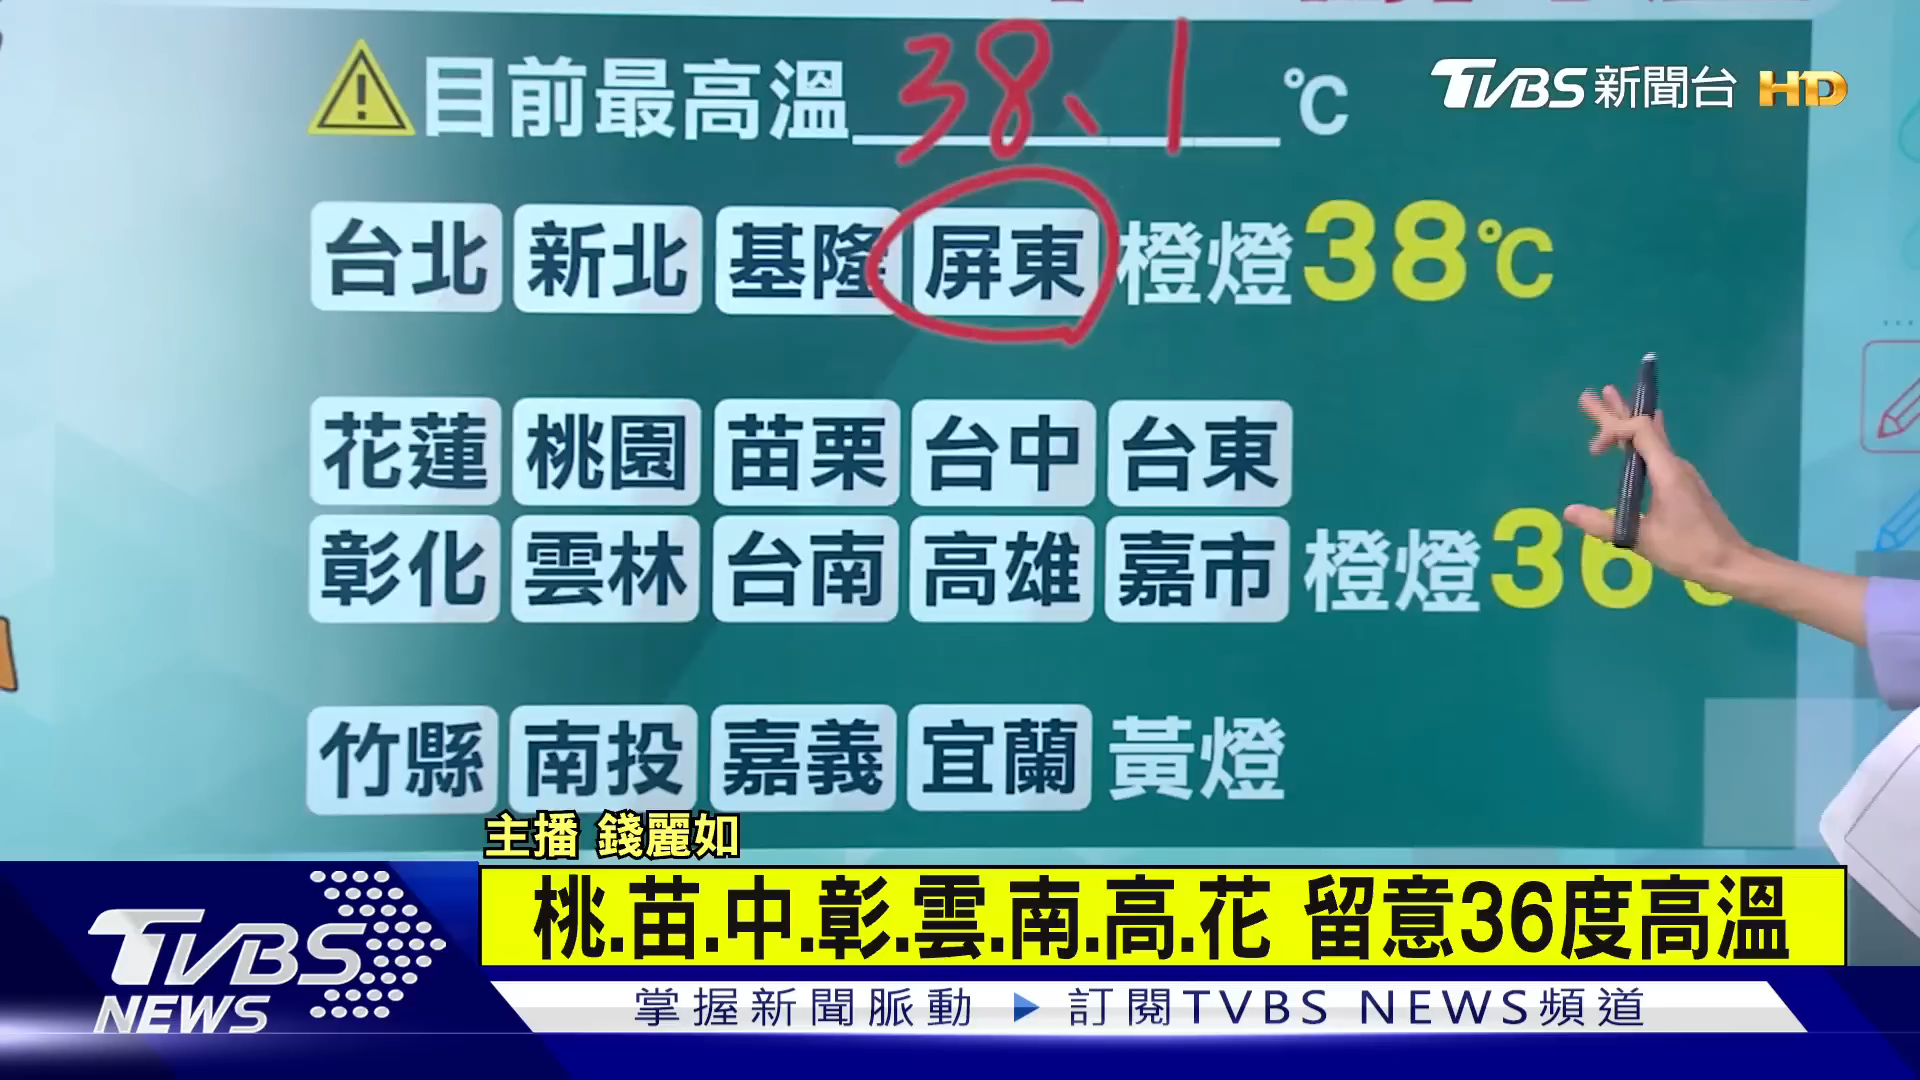 目前最高溫 38、1 ℃
TVBS新聞台 HD
台北 新北 基隆 屏東 橙燈38℃
花蓮 桃園 苗栗 台中 台東
彰化 雲林 台南 高雄 嘉市 橙燈36
竹縣 南投 嘉義 宜蘭 黃燈
主播 錢麗如
桃.苗.中.彰.雲.南.高.花 留意36度高溫
TVBS NEWS
掌握新聞脈動 ▶ 訂閱TVBS NEWS頻道